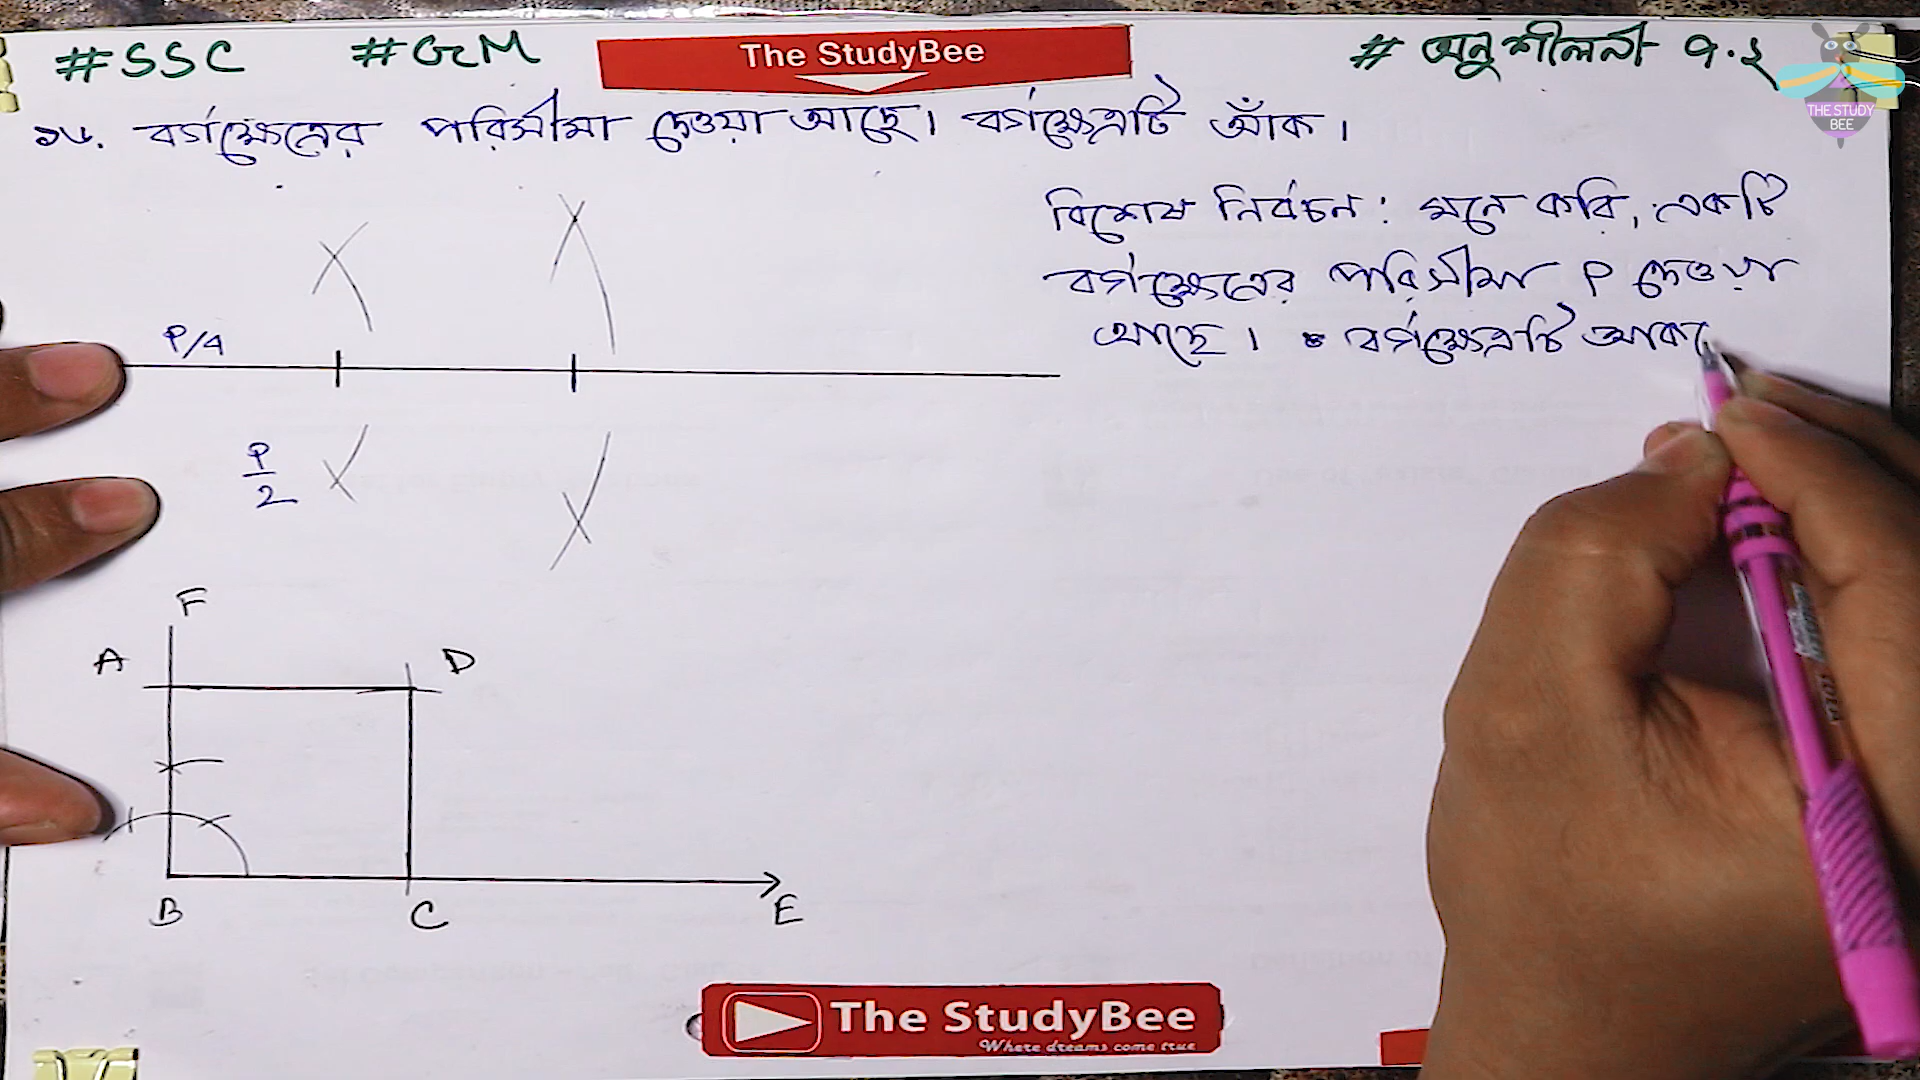 #SSC #GM The StudyBee # অনুশীলনী ৭.২
THE STUDY
BEE
১৮. বর্গক্ষেত্রের পরিসীমা দেওয়া আছে। বর্গক্ষেত্রটি আঁক।
বিশেষ নির্বচন: মনে করি, একটি
বর্গক্ষেত্রের পরিসীমা P দেওয়া
আছে। বর্গক্ষেত্রটি আকতে
P/4
P
2
F
A D
B C E
The StudyBee
Where dreams come true